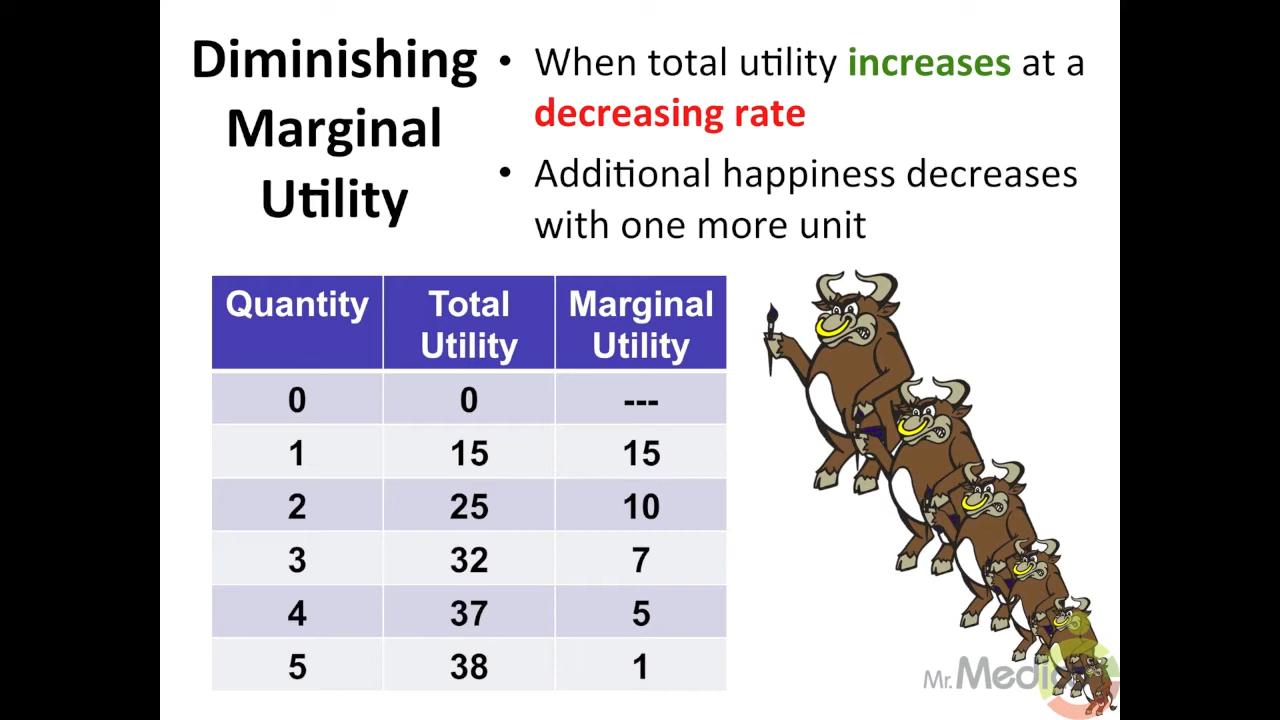 Diminishing
Marginal
Utility
• When total utility increases at a
decreasing rate
• Additional happiness decreases
with one more unit
Quantity Total Utility Marginal Utility
0 0 ---
1 15 15
2 25 10
3 32 7
4 37 5
5 38 1
Mr.